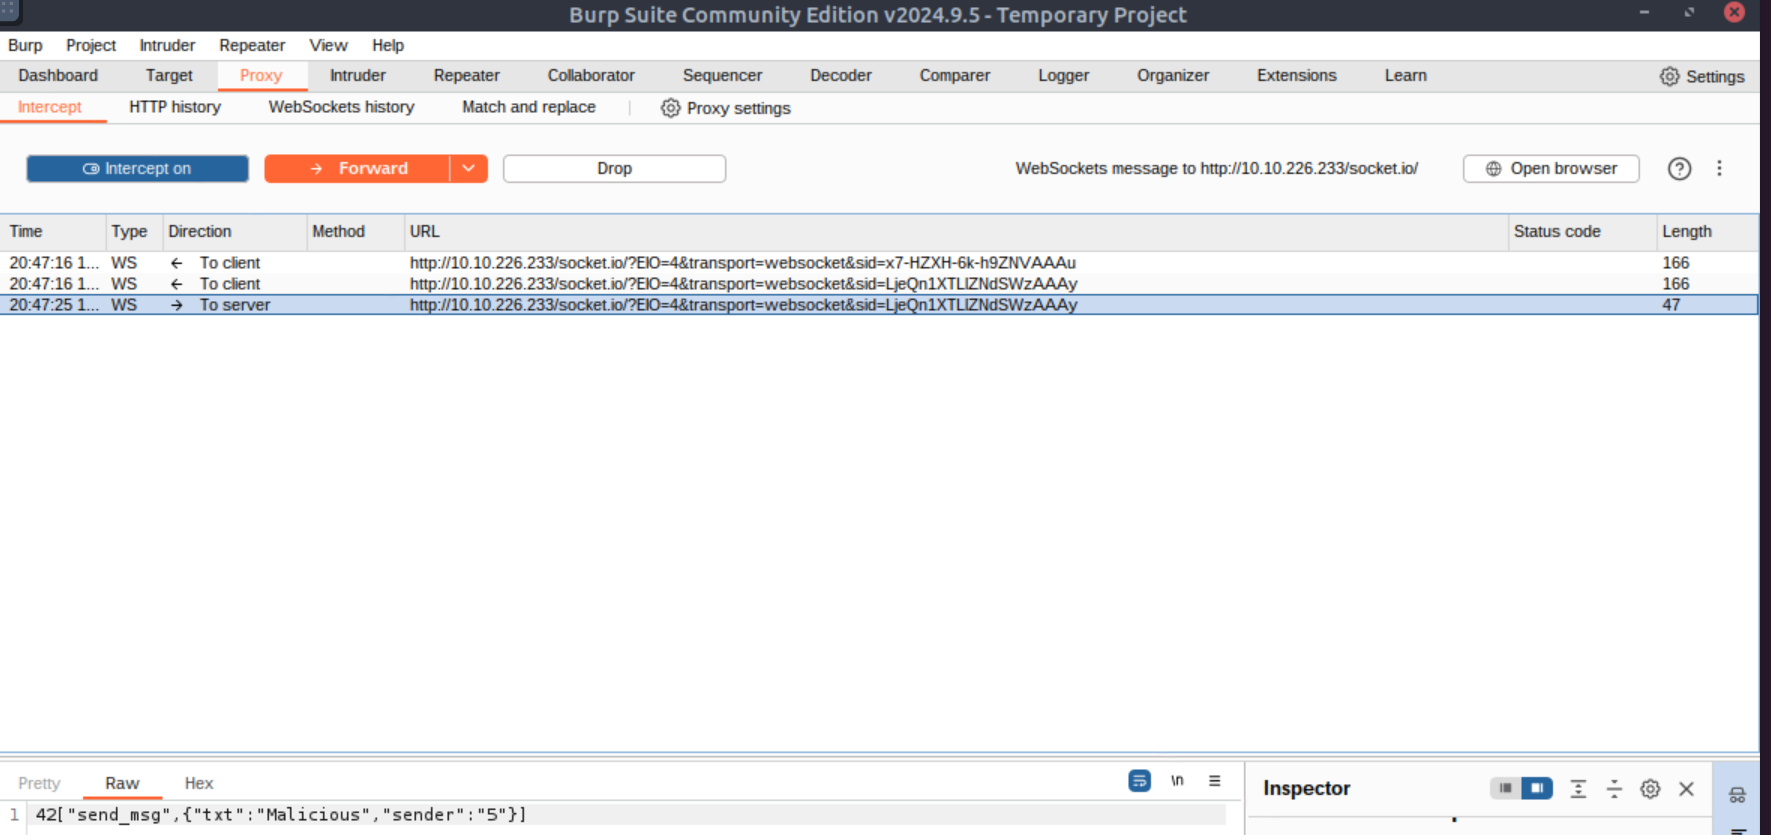 Burp Suite Community Edition v2024.9.5 - Temporary Project
Burp Project Intruder Repeater View Help
Dashboard Target Proxy Intruder Repeater Collaborator Sequencer Decoder Comparer Logger Organizer Extensions Learn Settings
Intercept HTTP history WebSockets history Match and replace Proxy settings
Intercept on Forward Drop WebSockets message to http://10.10.226.233/socket.io/ Open browser
Time Type Direction Method URL Status code Length
20:47:16 1... WS ← To client http://10.10.226.233/socket.io/?EIO=4&transport=websocket&sid=x7-HZXH-6k-h9ZNVAAAu 166
20:47:16 1... WS ← To client http://10.10.226.233/socket.io/?EIO=4&transport=websocket&sid=LjeQn1XTLIZNdSWzAAAy 166
20:47:25 1... WS → To server http://10.10.226.233/socket.io/?EIO=4&transport=websocket&sid=LjeQn1XTLIZNdSWzAAAy 47
Pretty Raw Hex \n Inspector
1 42["send_msg",{"txt":"Malicious","sender":"5"}]